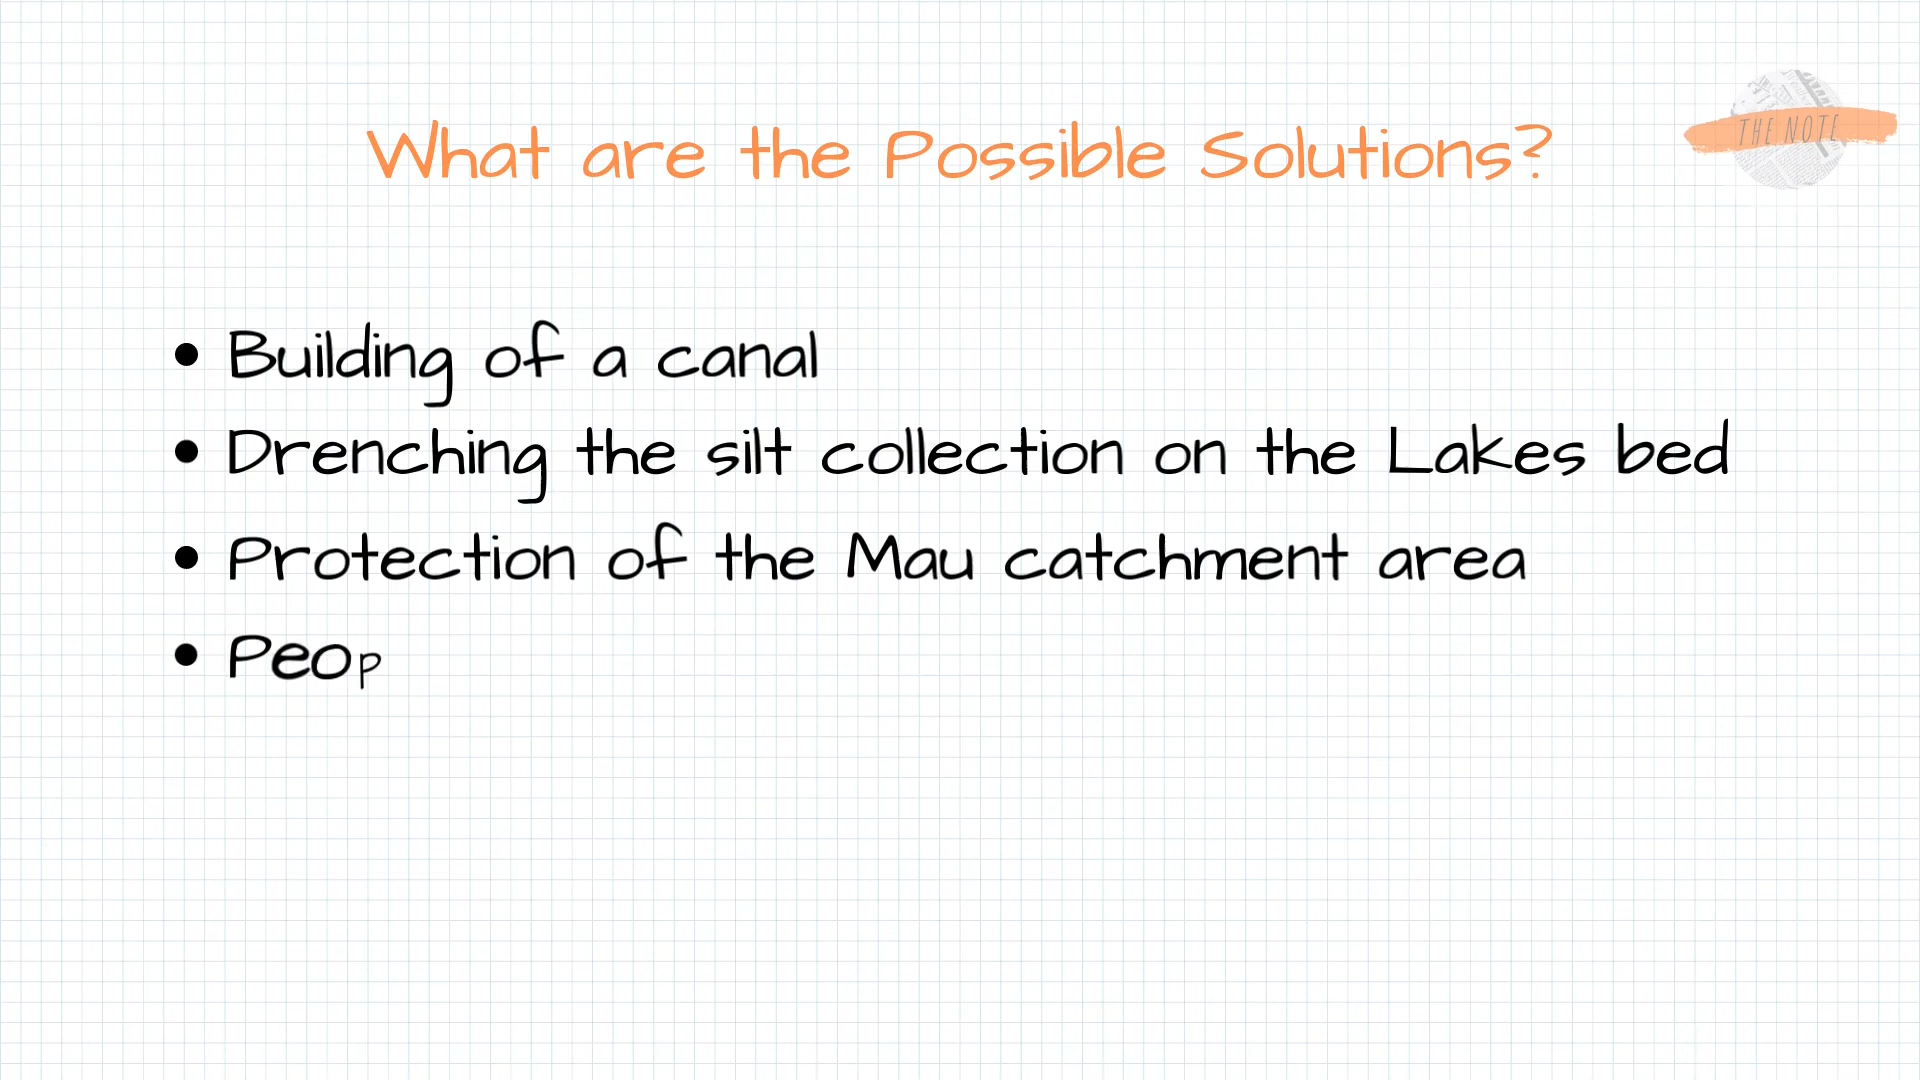 THE NOTE
What are the Possible Solutions?
• Building of a canal
• Drenching the silt collection on the Lakes bed
• Protection of the Mau catchment area
• Peop